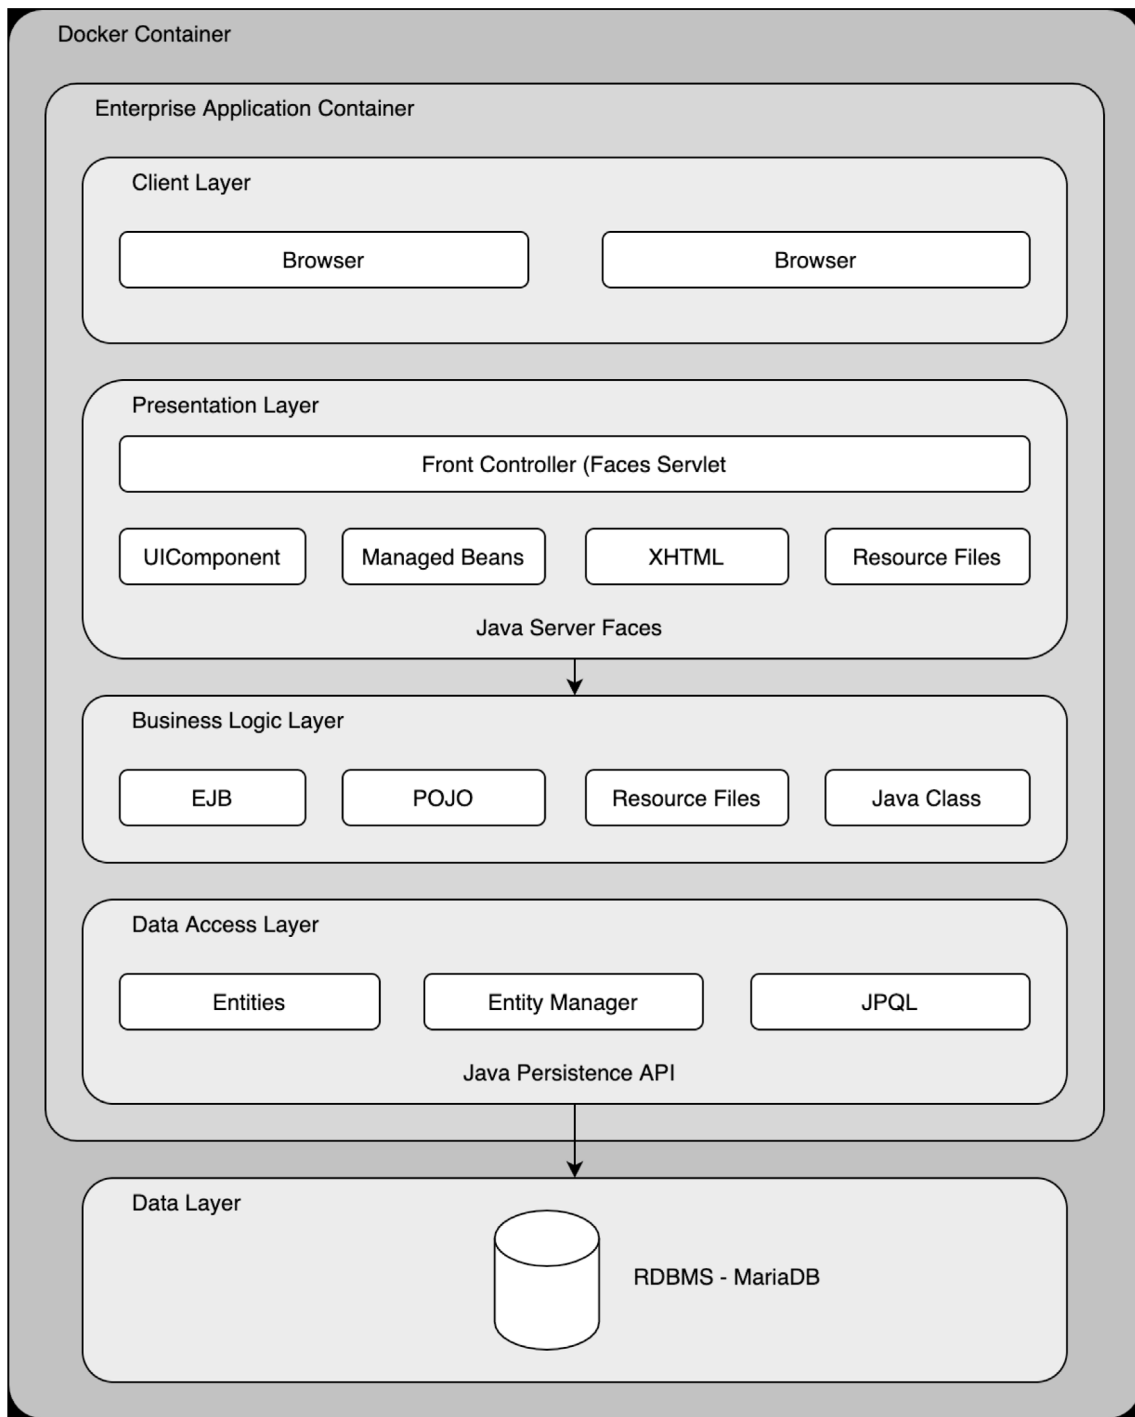 Docker Container
Enterprise Application Container
Client Layer
Browser
Browser
Presentation Layer
Front Controller (Faces Servlet
UIComponent
Managed Beans
XHTML
Resource Files
Java Server Faces
Business Logic Layer
EJB
POJO
Resource Files
Java Class
Data Access Layer
Entities
Entity Manager
JPQL
Java Persistence API
Data Layer
RDBMS - MariaDB